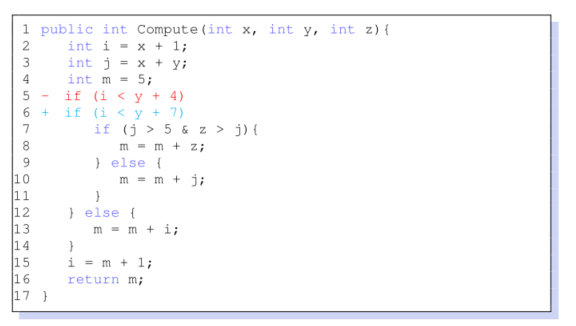 1 public int Compute(int x, int y, int z){
2 int i = x + 1;
3 int j = x + y;
4 int m = 5;
5 - if (i < y + 4)
6 + if (i < y + 7)
7 if (j > 5 & z > j){
8 m = m + z;
9 } else {
10 m = m + j;
11 }
12 } else {
13 m = m + i;
14 }
15 i = m + 1;
16 return m;
17 }